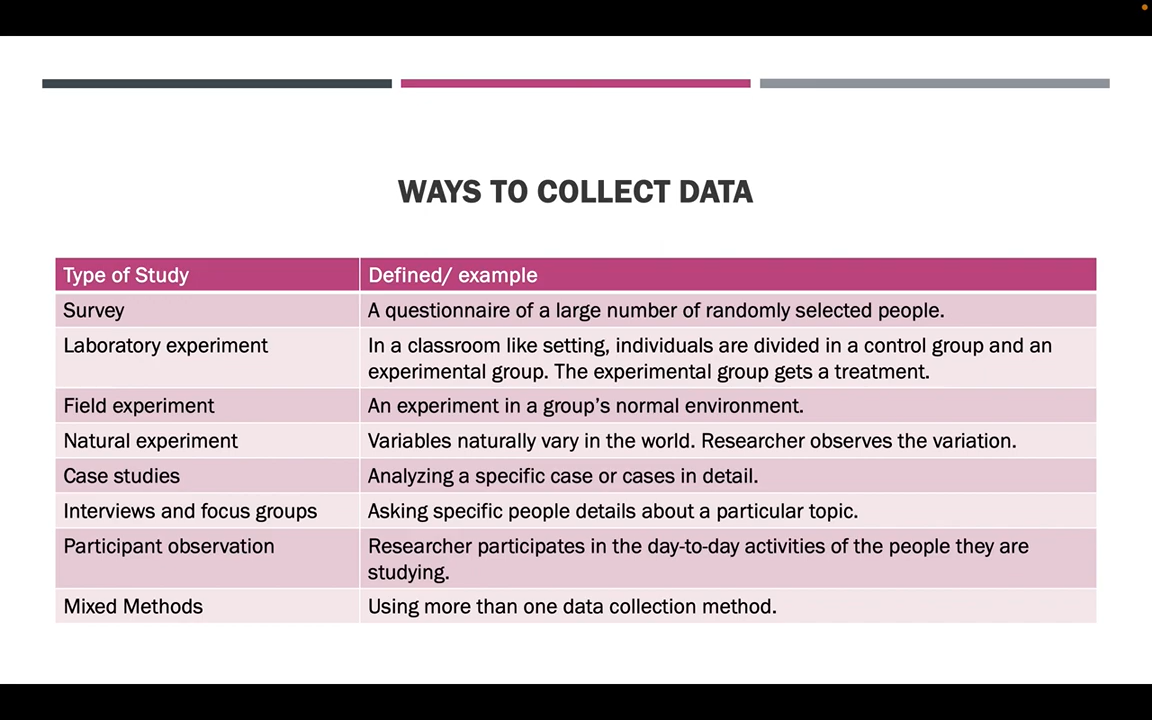 WAYS TO COLLECT DATA
Type of Study
Defined/ example
Survey
A questionnaire of a large number of randomly selected people.
Laboratory experiment
In a classroom like setting, individuals are divided in a control group and an
experimental group. The experimental group gets a treatment.
Field experiment
An experiment in a group’s normal environment.
Natural experiment
Variables naturally vary in the world. Researcher observes the variation.
Case studies
Analyzing a specific case or cases in detail.
Interviews and focus groups
Asking specific people details about a particular topic.
Participant observation
Researcher participates in the day-to-day activities of the people they are
studying.
Mixed Methods
Using more than one data collection method.